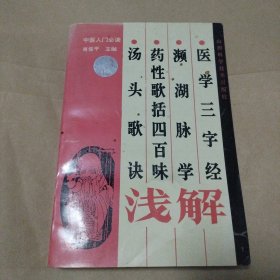 中医入门必读
医学三字经
濒湖脉学
药性歌括四百味
汤头歌诀
浅解